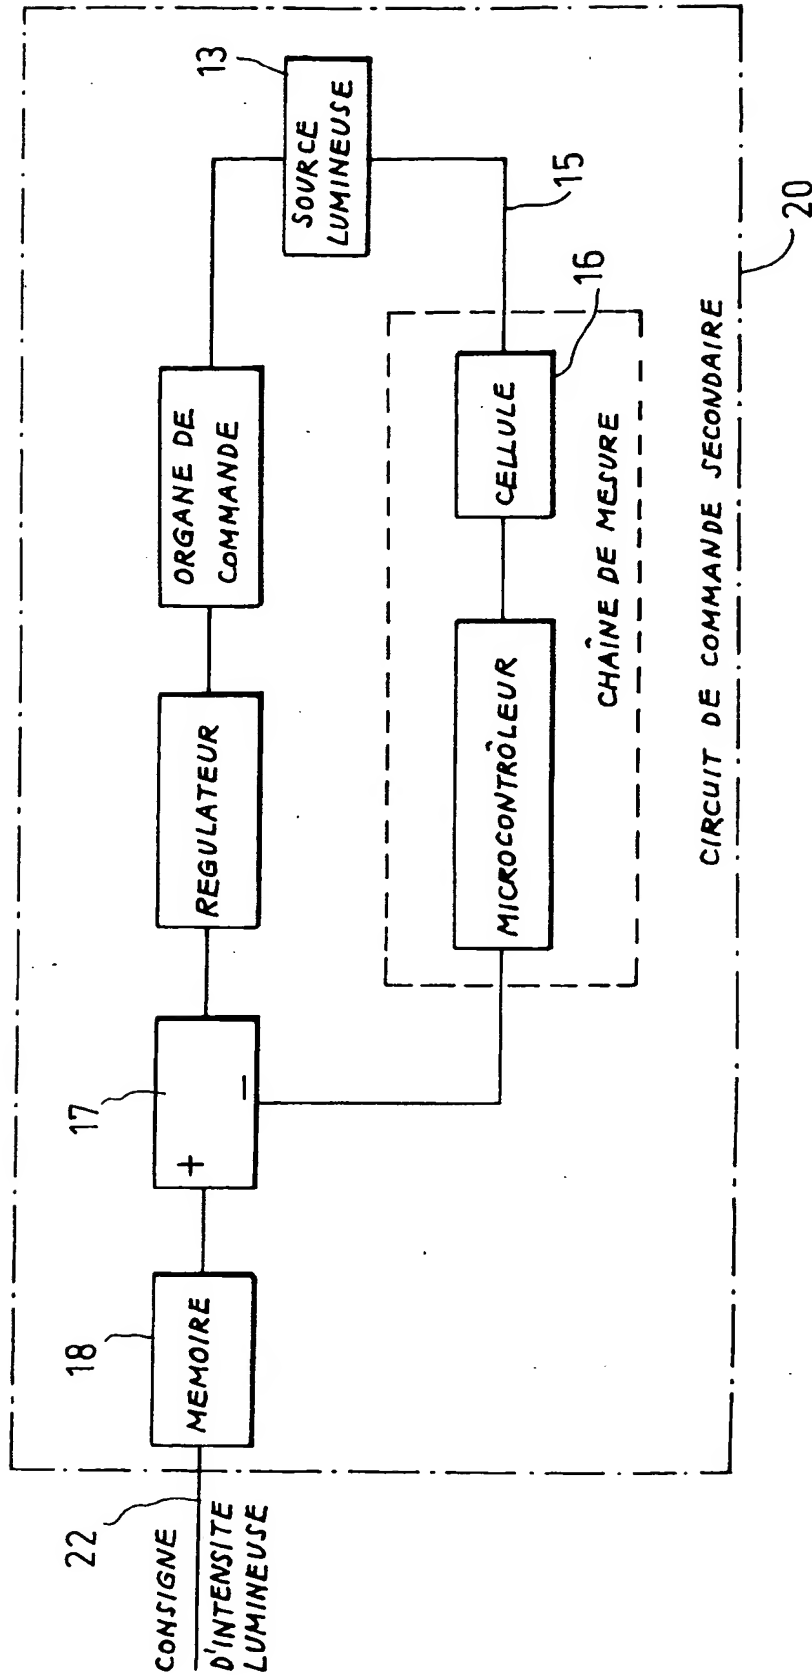 CONSIGNE
D'INTENSITE
LUMINEUSE
22
18
MEMOIRE
17
+
−
REGULATEUR
ORGANE DE
COMMANDE
13
SOURCE
LUMINEUSE
15
16
CELLULE
MICROCONTRÔLEUR
CHAÎNE DE MESURE
CIRCUIT DE COMMANDE SECONDAIRE
20